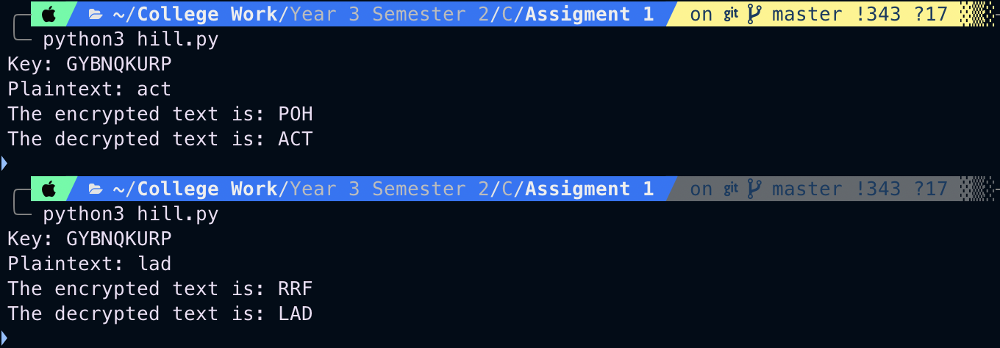 ~/College Work/Year 3 Semester 2/C/Assigment 1 on git master !343 ?17
python3 hill.py
Key: GYBNQKURP
Plaintext: act
The encrypted text is: POH
The decrypted text is: ACT
~/College Work/Year 3 Semester 2/C/Assigment 1 on git master !343 ?17
python3 hill.py
Key: GYBNQKURP
Plaintext: lad
The encrypted text is: RRF
The decrypted text is: LAD